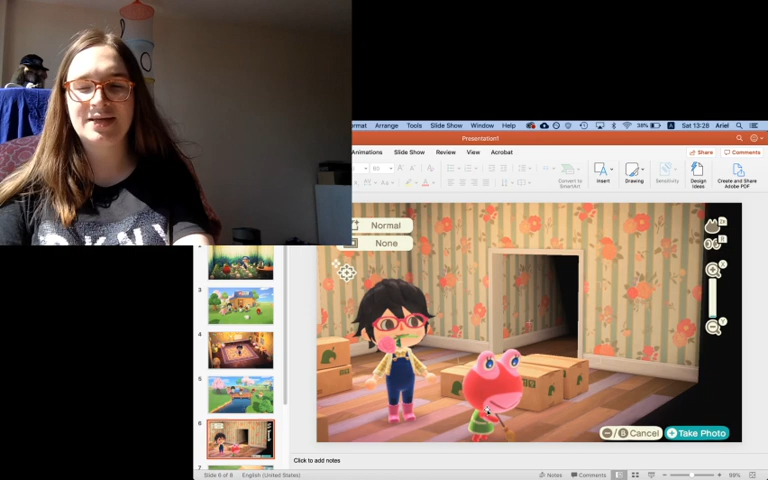 DKNY
rmat Arrange Tools Slide Show Window Help 38% Sat 13:28 Ariel
Presentation1
Animations Slide Show Review View Acrobat Share Comments
Convert to SmartArt Insert Drawing Sensitivity Design Ideas Create and Share Adobe PDF
Normal
None
ZR
R
X
Y
3
4
5
6
7
−/B Cancel + Take Photo
Click to add notes
Slide 6 of 8 English (United States) Notes Comments 99%